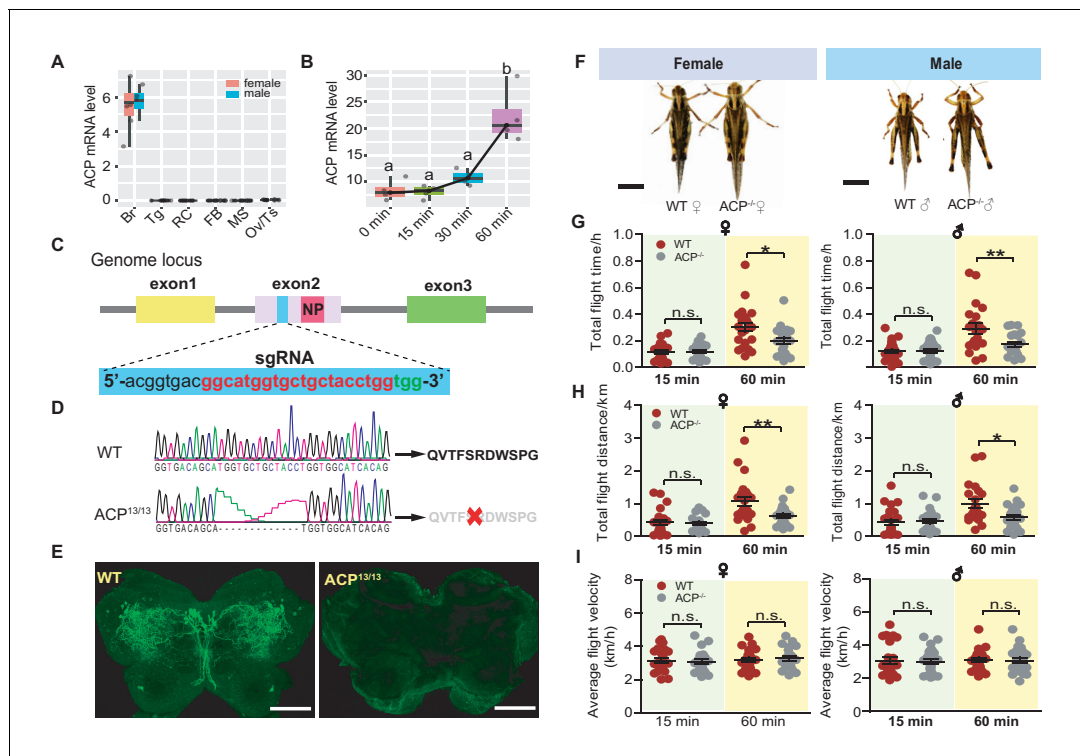 A
ACP mRNA level
6
4
2
0
female
male
Br
Tg
RC
FB
MS
Ov/Ts
B
ACP mRNA level
30
25
20
15
10
a
a
a
b
0 min
15 min
30 min
60 min
C
Genome locus
exon1
exon2
NP
exon3
sgRNA
5’-acggtgacggcatggtgctgctacctggtgg-3’
D
WT
QVTFSRDWSPG
GGTGACAGCATGGTGCTGCTACCTGGTGGCATCACAG
ACP13/13
QVTFSRDWSPG
GGTGACAGCA-------------TGGTGGCATCACAG
E
WT
ACP13/13
F
Female
Male
WT ♀
ACP-/-♀
WT ♂
ACP-/-♂
G
♀
Total flight time/h
1.0
0.8
0.6
0.4
0.2
0
WT
ACP-/-
n.s.
*
15 min
60 min
♂
Total flight time/h
1.0
0.8
0.6
0.4
0.2
0
n.s.
**
15 min
60 min
H
♀
Total flight distance/km
4
3
2
1
0
WT
ACP-/-
n.s.
**
15 min
60 min
♂
Total flight distance/km
4
3
2
1
0
n.s.
*
15 min
60 min
I
♀
Average flight velocity
(km/h)
8
6
4
2
0
WT
ACP-/-
n.s.
n.s.
15 min
60 min
♂
Average flight velocity
(km/h)
8
6
4
2
0
WT
ACP-/-
n.s.
n.s.
15 min
60 min